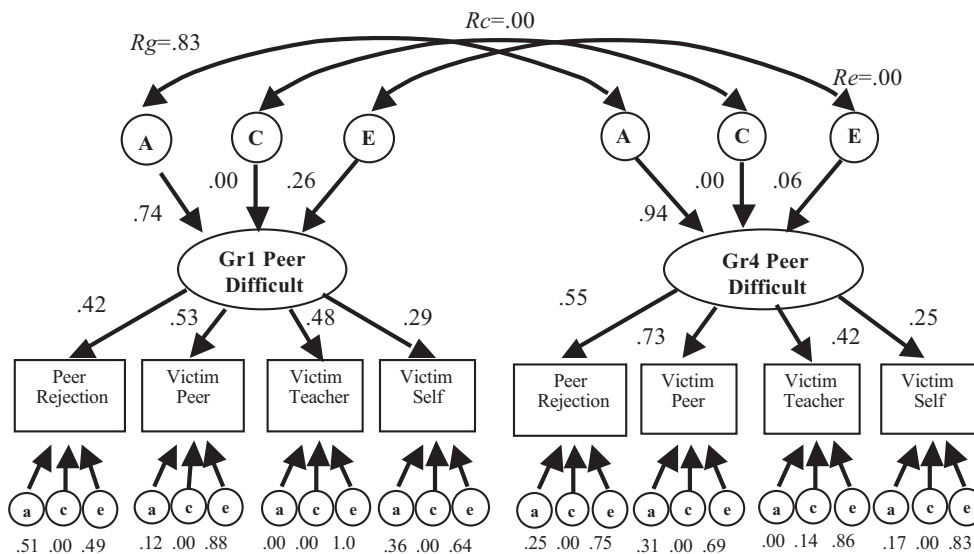 Rc=.00
Rg=.83
Re=.00
A C E A C E
.74 .00 .26 .94 .00 .06
Gr1 Peer
Difficult
Gr4 Peer
Difficult
.42 .53 .48 .29 .55 .73 .42 .25
Peer
Rejection
Victim
Peer
Victim
Teacher
Victim
Self
Peer
Rejection
Victim
Peer
Victim
Teacher
Victim
Self
a c e a c e a c e a c e a c e a c e a c e a c e
.51 .00 .49 .12 .00 .88 .00 .00 1.0 .36 .00 .64 .25 .00 .75 .31 .00 .69 .00 .14 .86 .17 .00 .83